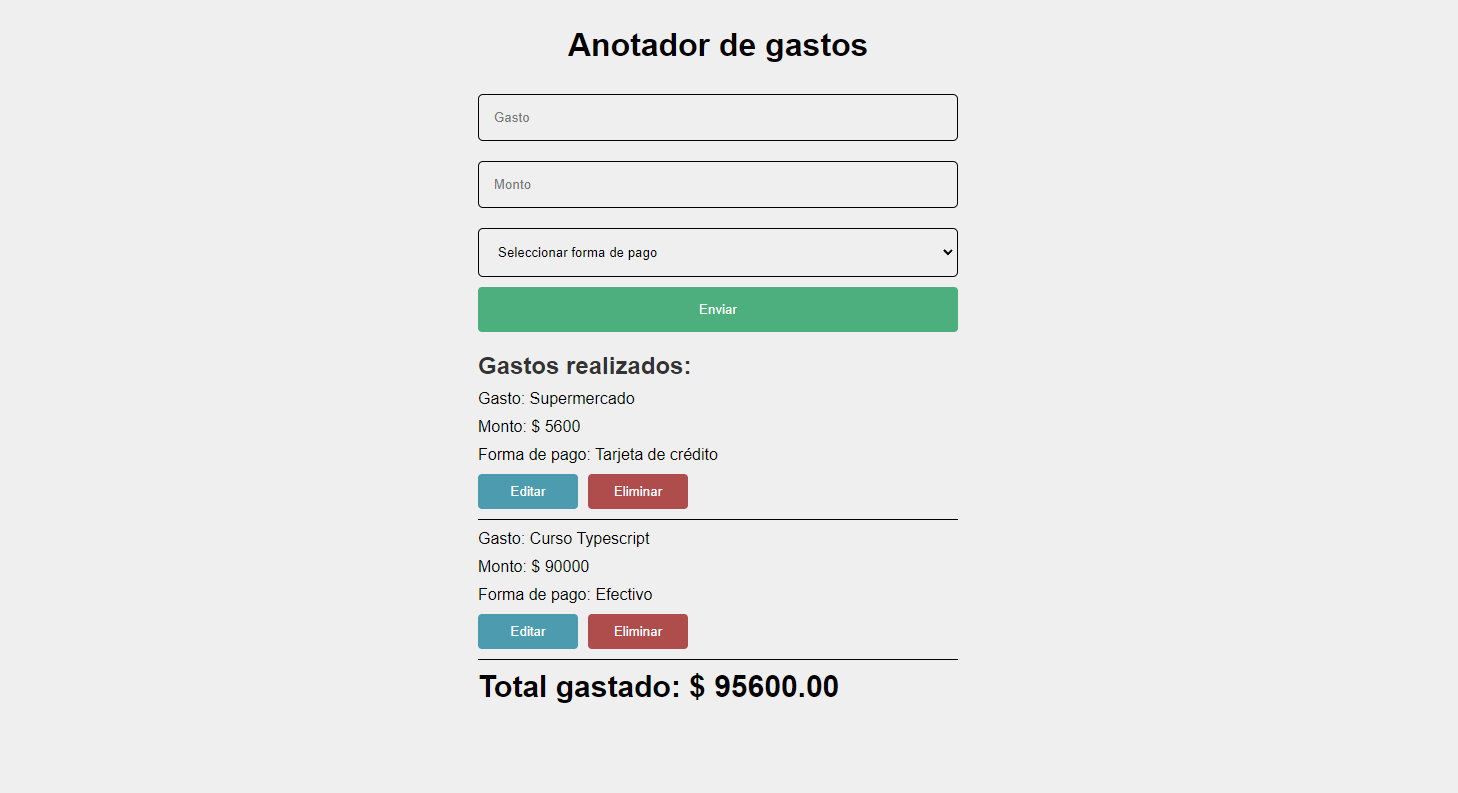 Anotador de gastos
Gasto
Monto
Seleccionar forma de pago
Enviar
Gastos realizados:
Gasto: Supermercado
Monto: $ 5600
Forma de pago: Tarjeta de crédito
Editar Eliminar
Gasto: Curso Typescript
Monto: $ 90000
Forma de pago: Efectivo
Editar Eliminar
Total gastado: $ 95600.00